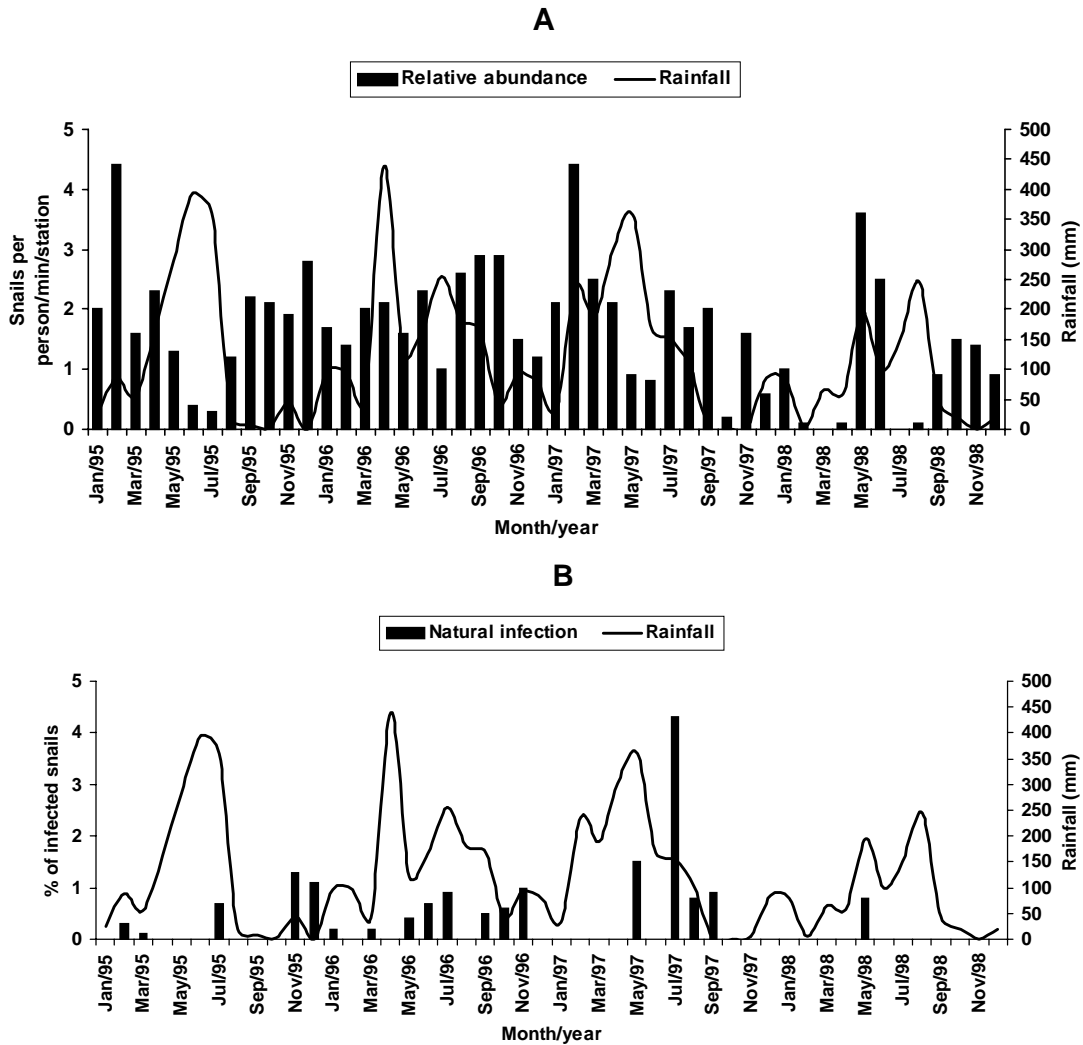 A
Relative abundance Rainfall
5
4
3
2
1
0
Snails per
person/min/station
500
450
400
350
300
250
200
150
100
50
0
Rainfall (mm)
Jan/95 Mar/95 May/95 Jul/95 Sep/95 Nov/95 Jan/96 Mar/96 May/96 Jul/96 Sep/96 Nov/96 Jan/97 Mar/97 May/97 Jul/97 Sep/97 Nov/97 Jan/98 Mar/98 May/98 Jul/98 Sep/98 Nov/98
Month/year
B
Natural infection Rainfall
5
4
3
2
1
0
% of infected snails
500
450
400
350
300
250
200
150
100
50
0
Rainfall (mm)
Jan/95 Mar/95 May/95 Jul/95 Sep/95 Nov/95 Jan/96 Mar/96 May/96 Jul/96 Sep/96 Nov/96 Jan/97 Mar/97 May/97 Jul/97 Sep/97 Nov/97 Jan/98 Mar/98 May/98 Jul/98 Sep/98 Nov/98
Month/year